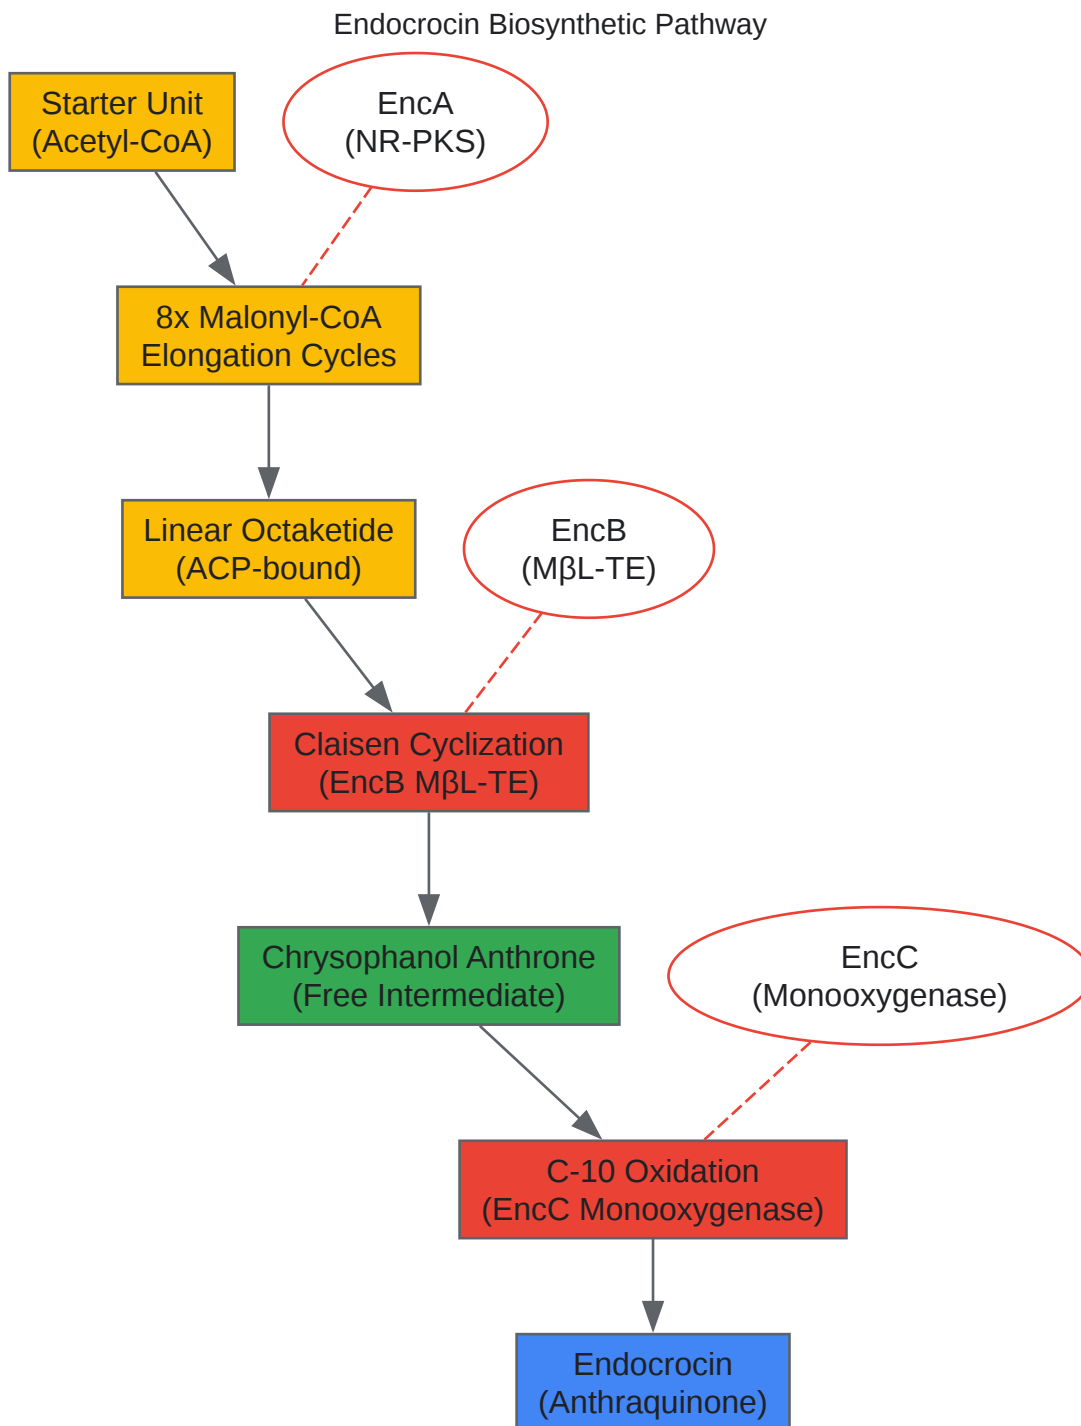 Endocrocin Biosynthetic Pathway
Starter Unit
(Acetyl-CoA)
EncA
(NR-PKS)
8x Malonyl-CoA
Elongation Cycles
Linear Octaketide
(ACP-bound)
EncB
(MβL-TE)
Claisen Cyclization
(EncB MβL-TE)
Chrysophanol Anthrone
(Free Intermediate)
EncC
(Monooxygenase)
C-10 Oxidation
(EncC Monooxygenase)
Endocrocin
(Anthraquinone)